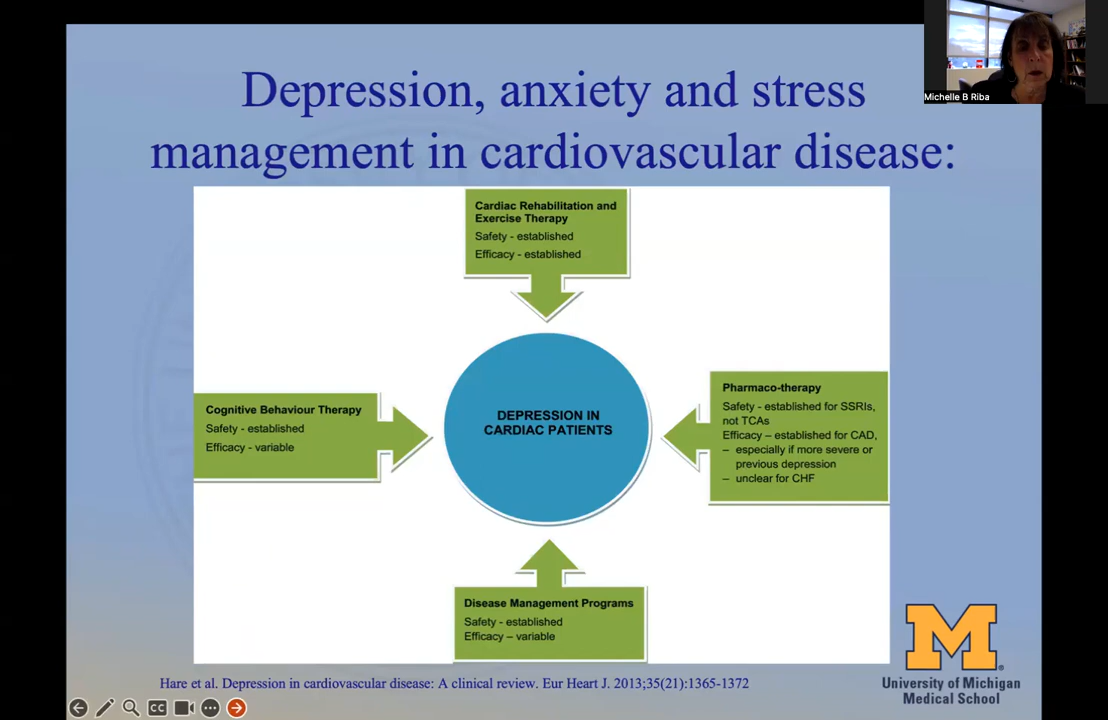 Depression, anxiety and stress
management in cardiovascular disease:
Michelle B Riba
Cardiac Rehabilitation and
Exercise Therapy
Safety - established
Efficacy - established
Cognitive Behaviour Therapy
Safety - established
Efficacy - variable
DEPRESSION IN
CARDIAC PATIENTS
Pharmaco-therapy
Safety - established for SSRIs,
not TCAs
Efficacy – established for CAD,
– especially if more severe or
previous depression
– unclear for CHF
Disease Management Programs
Safety - established
Efficacy – variable
Hare et al. Depression in cardiovascular disease: A clinical review. Eur Heart J. 2013;35(21):1365-1372
M
University of Michigan
Medical School
CC